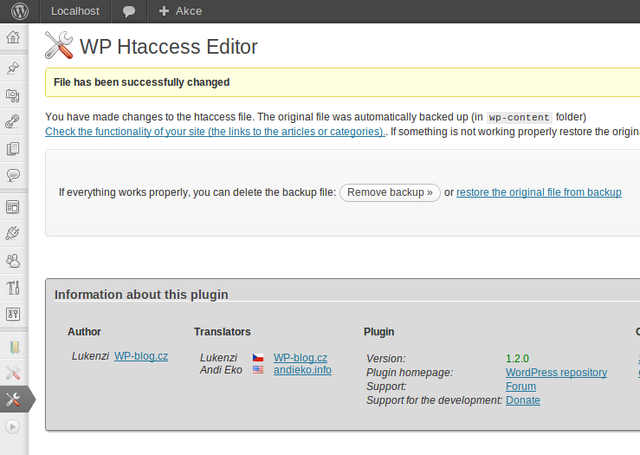 Localhost Akce
WP Htaccess Editor
File has been successfully changed
You have made changes to the htaccess file. The original file was automatically backed up (in wp-content folder)
Check the functionality of your site (the links to the articles or categories).. If something is not working properly restore the origin
If everything works properly, you can delete the backup file: Remove backup » or restore the original file from backup
Information about this plugin
Author Translators Plugin
Lukenzi WP-blog.cz Lukenzi WP-blog.cz Version: 1.2.0
Andi Eko andieko.info Plugin homepage: WordPress repository
Support: Forum
Support for the development: Donate